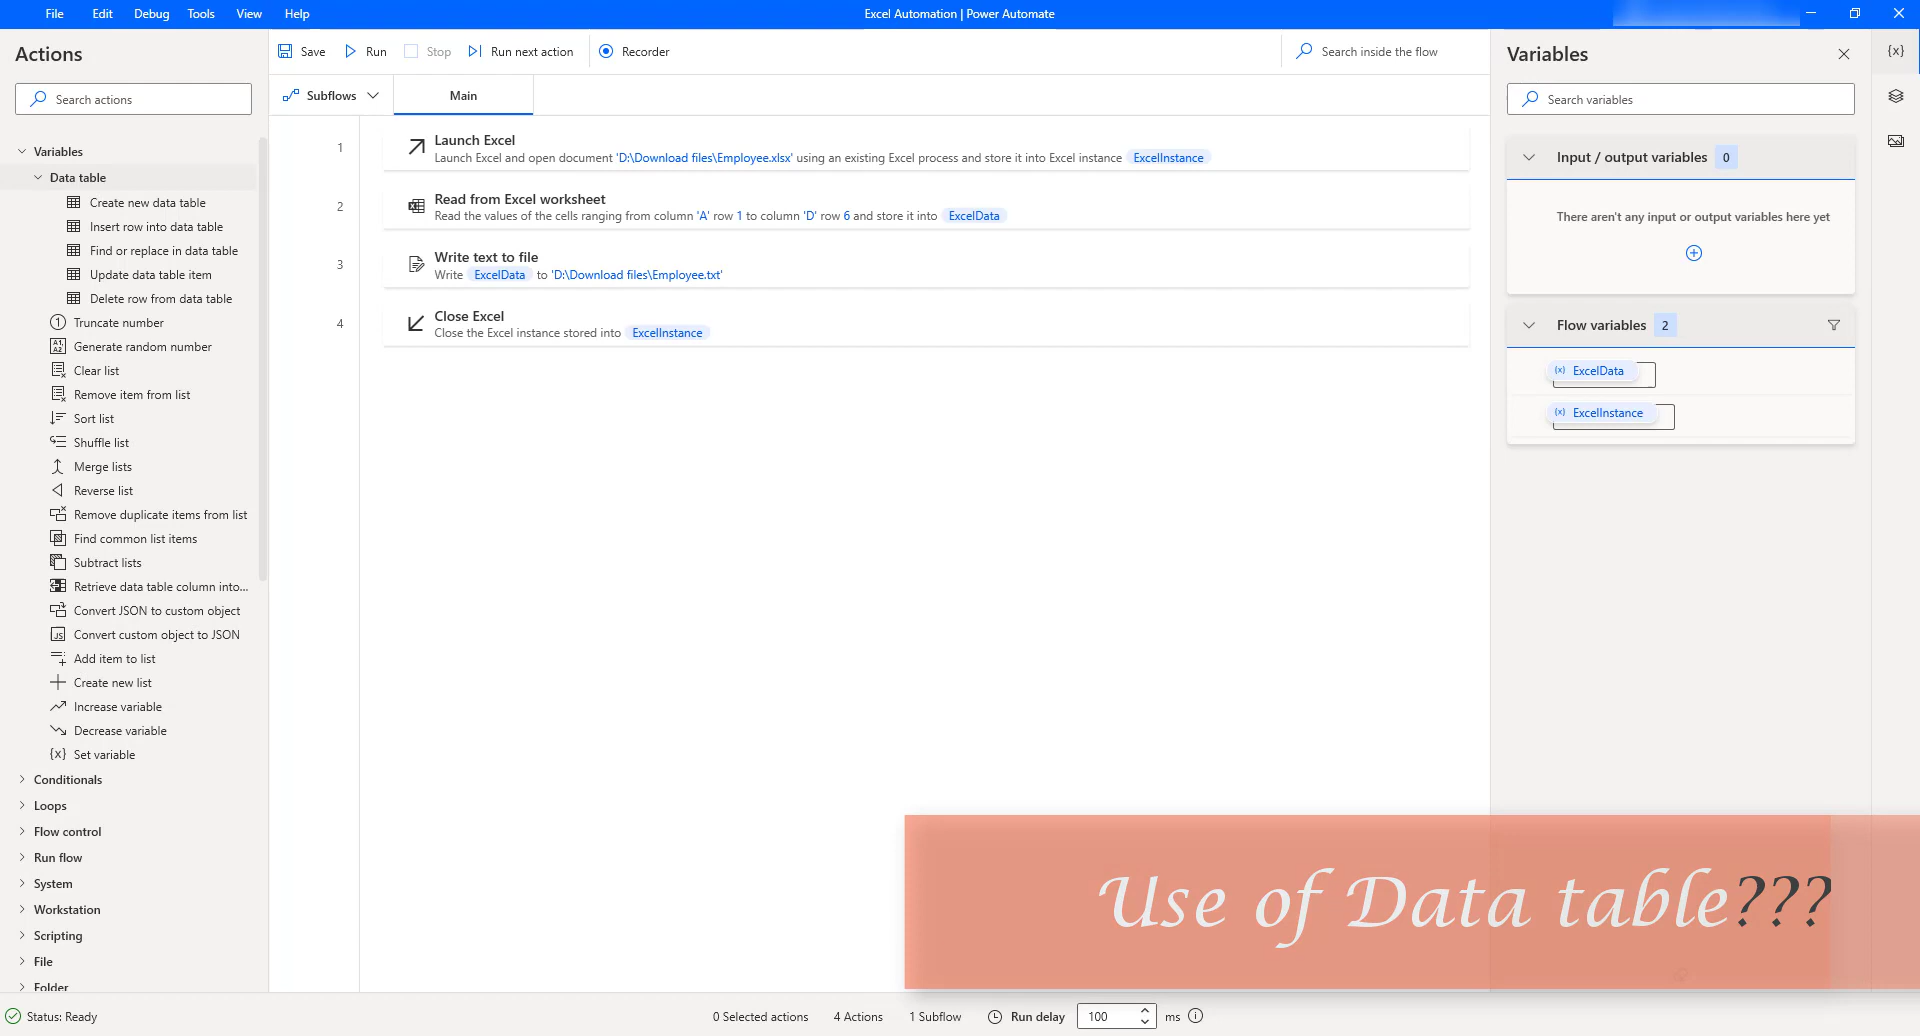 File Edit Debug Tools View Help
Excel Automation | Power Automate
Actions
Search actions
Variables
Data table
Create new data table
Insert row into data table
Find or replace in data table
Update data table item
Delete row from data table
Truncate number
Generate random number
Clear list
Remove item from list
Sort list
Shuffle list
Merge lists
Reverse list
Remove duplicate items from list
Find common list items
Subtract lists
Retrieve data table column into...
Convert JSON to custom object
Convert custom object to JSON
Add item to list
Create new list
Increase variable
Decrease variable
{x} Set variable
Conditionals
Loops
Flow control
Run flow
System
Workstation
Scripting
File
Folder
Save Run Stop Run next action Recorder
Search inside the flow
Subflows Main
1 Launch Excel
Launch Excel and open document 'D:\Download files\Employee.xlsx' using an existing Excel process and store it into Excel instance ExcelInstance
2 Read from Excel worksheet
Read the values of the cells ranging from column 'A' row 1 to column 'D' row 6 and store it into ExcelData
3 Write text to file
Write ExcelData to 'D:\Download files\Employee.txt'
4 Close Excel
Close the Excel instance stored into ExcelInstance
Variables
{x}
Search variables
Input / output variables 0
There aren't any input or output variables here yet
Flow variables 2
(x) ExcelData
(x) ExcelInstance
Use of Data table???
Status: Ready
0 Selected actions 4 Actions 1 Subflow Run delay 100 ms